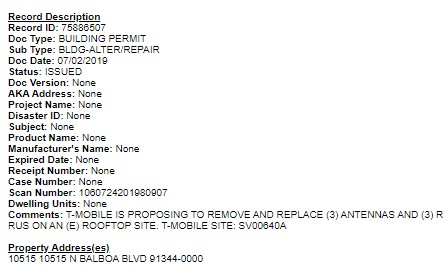 Record Description
Record ID: 75886507
Doc Type: BUILDING PERMIT
Sub Type: BLDG-ALTER/REPAIR
Doc Date: 07/02/2019
Status: ISSUED
Doc Version: None
AKA Address: None
Project Name: None
Disaster ID: None
Subject: None
Product Name: None
Manufacturer's Name: None
Expired Date: None
Receipt Number: None
Case Number: None
Scan Number: 1060724201980907
Dwelling Units: None
Comments: T-MOBILE IS PROPOSING TO REMOVE AND REPLACE (3) ANTENNAS AND (3) R
RUS ON AN (E) ROOFTOP SITE. T-MOBILE SITE: SV00640A
Property Address(es)
10515 10515 N BALBOA BLVD 91344-0000